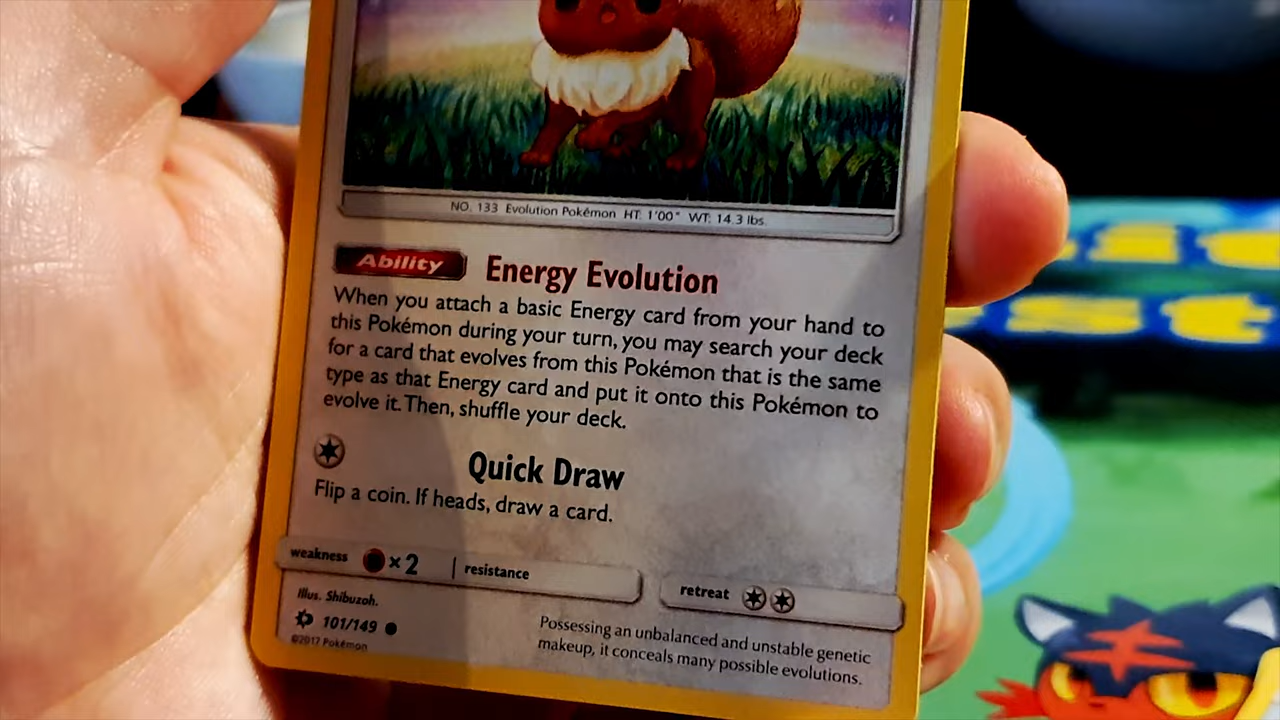 NO. 133 Evolution Pokémon HT: 1'00" WT: 14.3 lbs.
Ability Energy Evolution
When you attach a basic Energy card from your hand to
this Pokémon during your turn, you may search your deck
for a card that evolves from this Pokémon that is the same
type as that Energy card and put it onto this Pokémon to
evolve it. Then, shuffle your deck.
Quick Draw
Flip a coin. If heads, draw a card.
weakness ×2 resistance
retreat
Illus. Shibuzoh.
101/149
©2017 Pokémon
Possessing an unbalanced and unstable genetic
makeup, it conceals many possible evolutions.